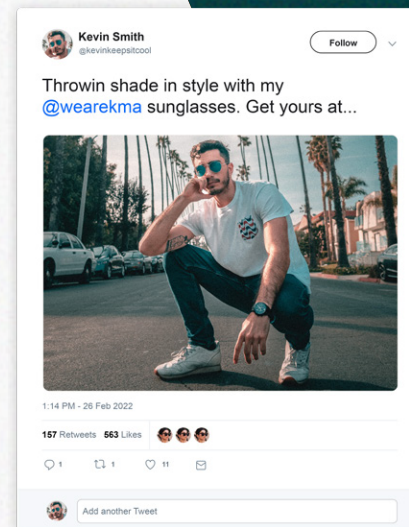 Kevin Smith
@kevinkeepsitcool
Follow
Throwin shade in style with my
@wearekma sunglasses. Get yours at...
1:14 PM - 26 Feb 2022
157 Retweets 563 Likes
1 1 11
Add another Tweet